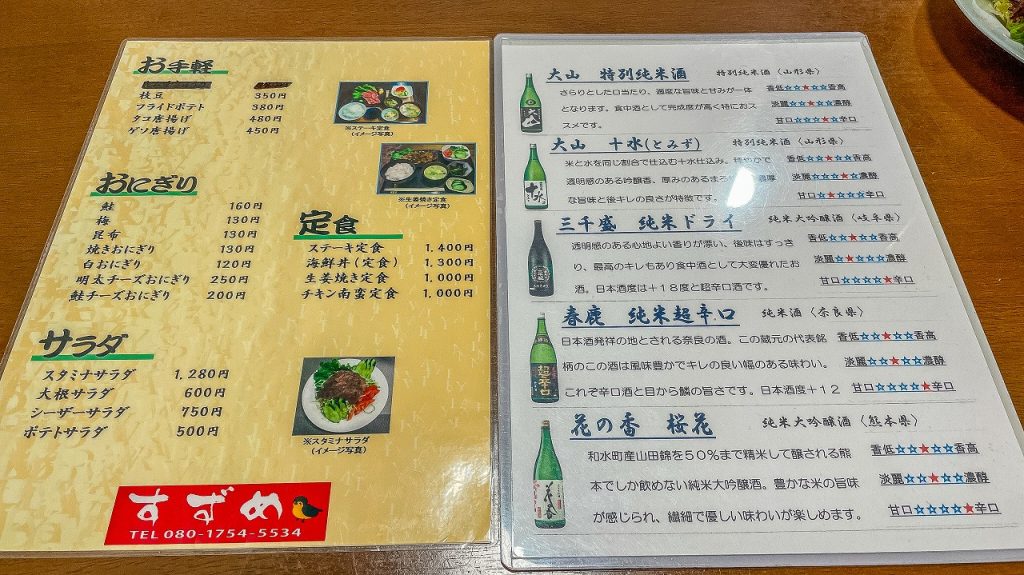 お手軽
枝豆 350円
フライドポテト 380円
タコ唐揚げ 480円
ゲソ唐揚げ 450円
※ステーキ定食
(イメージ写真)
※生姜焼き定食
(イメージ写真)
おにぎり
鮭 160円
梅 130円
昆布 130円
焼きおにぎり 130円
白おにぎり 120円
明太チーズおにぎり 250円
鮭チーズおにぎり 200円
定食
ステーキ定食 1,400円
海鮮丼(定食) 1,300円
生姜焼き定食 1,000円
チキン南蛮定食 1,000円
サラダ
スタミナサラダ 1,280円
大根サラダ 600円
シーザーサラダ 750円
ポテトサラダ 500円
※スタミナサラダ
(イメージ写真)
すずめ
TEL 080-1754-5534
大山 特別純米酒 特別純米酒(山形県)
さらりとした口当たり、適度な旨味と甘みが一体
となります。食中酒として完成度が高く特におス
スメです。
香低☆☆★☆☆香高
淡麗☆☆★☆☆濃醇
甘口☆☆☆★☆辛口
大山 十水(とみず) 特別純米酒(山形県)
米と水を同じ割合で仕込む十水仕込み。穏やかで
透明感のある吟醸香、厚みのあるまろ 濃厚
な旨味と後キレの良さが特徴です。
香低☆☆★☆☆香高
淡麗☆☆☆★☆濃醇
甘口☆☆★☆☆辛口
三千盛 純米ドライ 純米大吟醸酒(岐阜県)
透明感のある心地よい香りが漂い、後味はすっき
り、最高のキレもあり食中酒として大変優れたお
酒。日本酒度は+18度と超辛口酒です。
香低☆☆★☆☆香高
淡麗☆★☆☆☆濃醇
甘口☆☆☆☆★辛口
春鹿 純米超辛口 純米酒(奈良県)
日本酒発祥の地とされる奈良の酒。この蔵元の代表銘
柄のこの酒は風味豊かでキレの良い幅のある味わい。
これぞ辛口酒と目から鱗の旨さです。日本酒度+12
香低☆☆★☆☆香高
淡麗☆☆★☆☆濃醇
甘口☆☆☆☆★辛口
超辛口
花の香 桜花 純米大吟醸酒(熊本県)
和水町産山田錦を50%まで精米して醸される熊
本でしか飲めない純米大吟醸酒。豊かな米の旨味
が感じられ、繊細で優しい味わいが楽しめます。
香低☆☆★☆☆香高
淡麗☆☆★☆☆濃醇
甘口☆☆☆☆★辛口
花の香